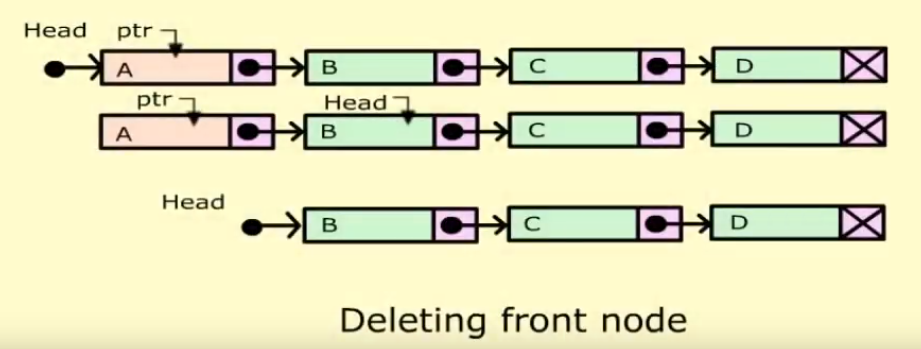 Head ptr
A B C D
ptr Head
A B C D
Head
B C D
Deleting front node